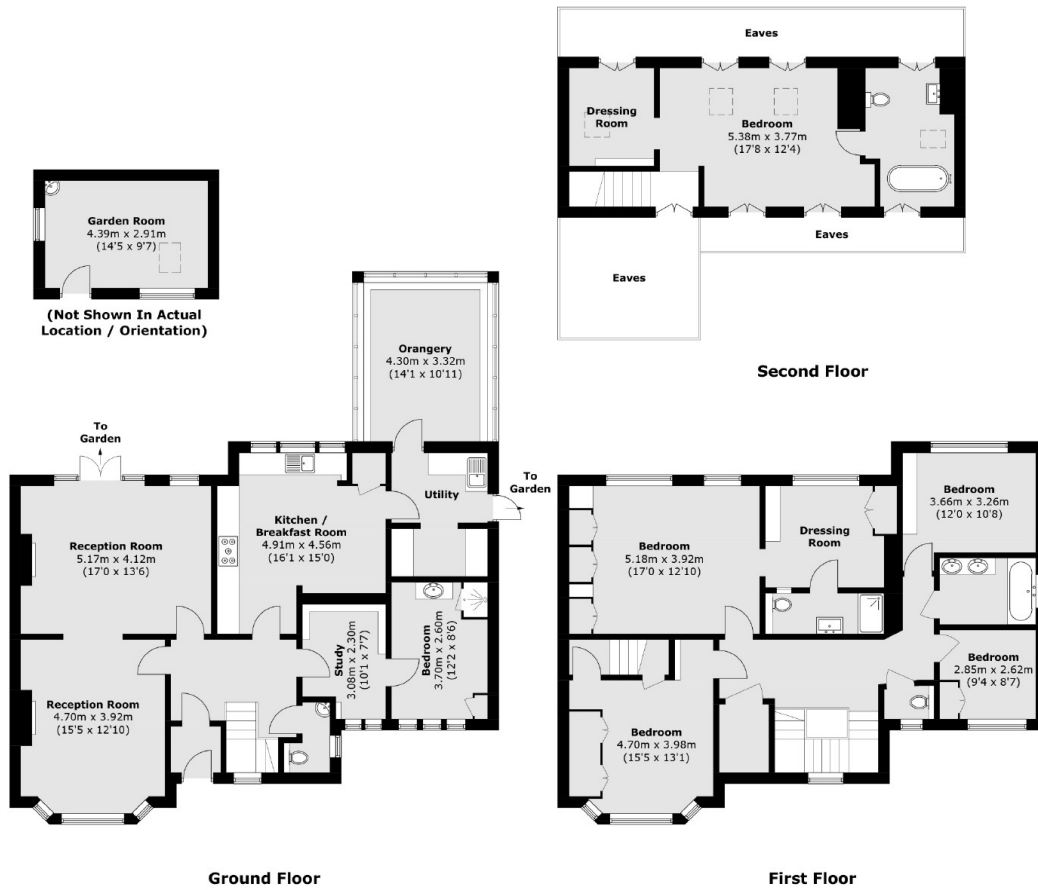 Eaves
Dressing
Room
Bedroom
5.38m x 3.77m
(17'8 x 12'4)
Eaves
Eaves
Second Floor
Garden Room
4.39m x 2.91m
(14'5 x 9'7)
(Not Shown In Actual
Location / Orientation)
Orangery
4.30m x 3.32m
(14'1 x 10'11)
To
Garden
Utility
To
Garden
Kitchen /
Breakfast Room
4.91m x 4.56m
(16'1 x 15'0)
Reception Room
5.17m x 4.12m
(17'0 x 13'6)
Study
3.08m x 2.30m
(10'1 x 7'7)
Bedroom
3.70m x 2.60m
(12'2 x 8'6)
Reception Room
4.70m x 3.92m
(15'5 x 12'10)
Ground Floor
Bedroom
3.66m x 3.26m
(12'0 x 10'8)
Dressing
Room
Bedroom
5.18m x 3.92m
(17'0 x 12'10)
Bedroom
2.85m x 2.62m
(9'4 x 8'7)
Bedroom
4.70m x 3.98m
(15'5 x 13'1)
First Floor